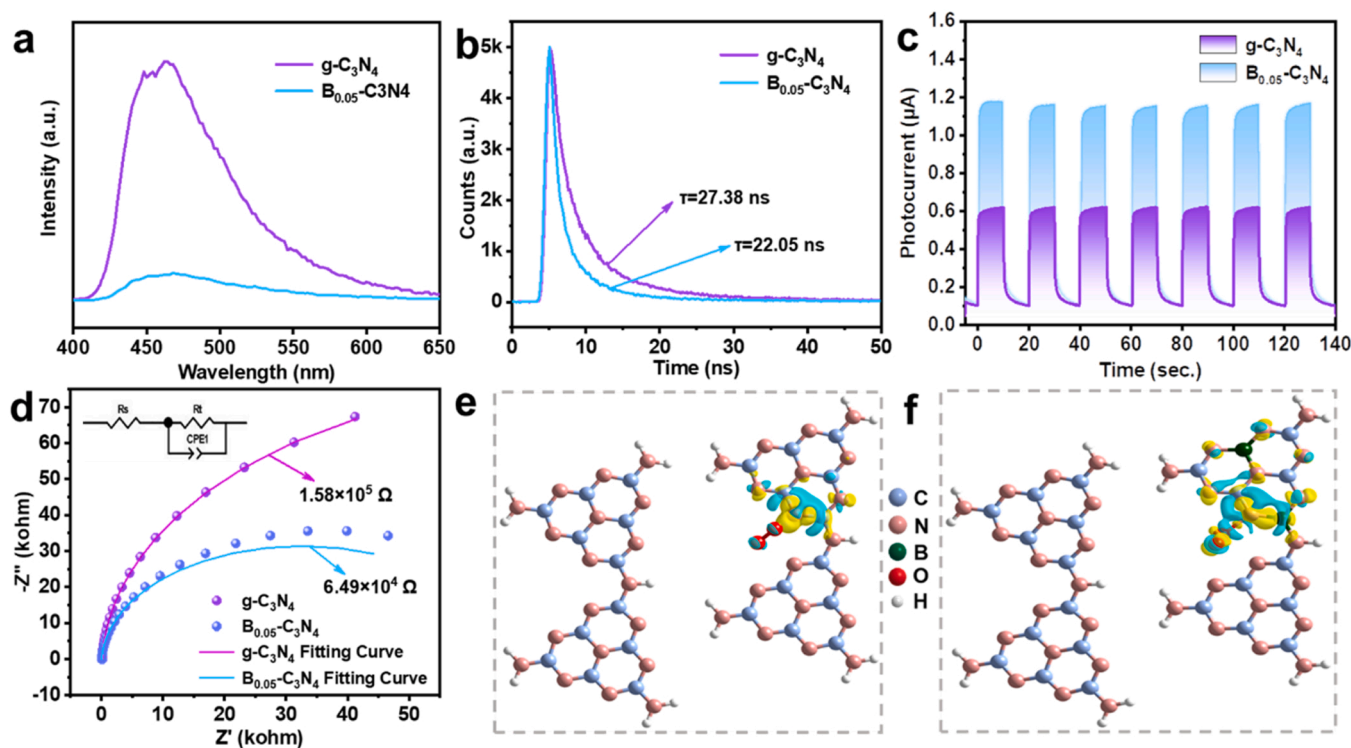 a
g-C₃N₄
B₀.₀₅-C3N4
Intensity (a.u.)
400 450 500 550 600 650
Wavelength (nm)
b
g-C₃N₄
B₀.₀₅-C₃N₄
5k
4k
3k
2k
1k
0
Counts (a.u.)
τ=27.38 ns
τ=22.05 ns
0 10 20 30 40 50
Time (ns)
c
g-C₃N₄
B₀.₀₅-C₃N₄
1.6
1.4
1.2
1.0
0.8
0.6
0.4
0.2
0.0
Photocurrent (μA)
0 20 40 60 80 100 120 140
Time (sec.)
d
Rs
Rt
CPE1
70
60
50
40
30
20
10
0
-10
-Z'' (kohm)
1.58×10⁵ Ω
6.49×10⁴ Ω
g-C₃N₄
B₀.₀₅-C₃N₄
g-C₃N₄ Fitting Curve
B₀.₀₅-C₃N₄ Fitting Curve
0 10 20 30 40 50
Z' (kohm)
e
C
N
B
O
H
f